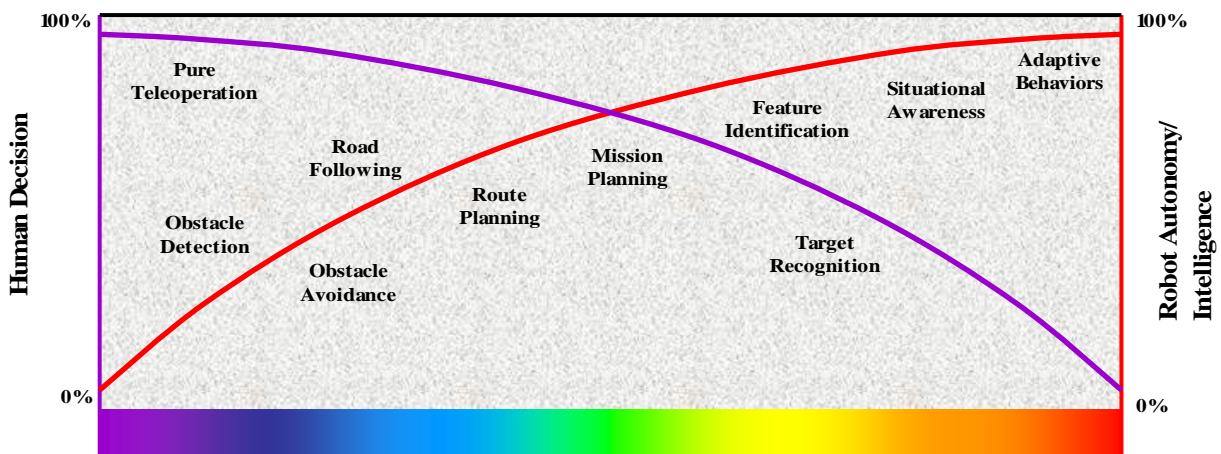 100%
100%
Pure
Teleoperation
Adaptive
Behaviors
Situational
Awareness
Feature
Identification
Road
Following
Mission
Planning
Route
Planning
Obstacle
Detection
Target
Recognition
Obstacle
Avoidance
Human Decision
Robot Autonomy/
Intelligence
0%
0%